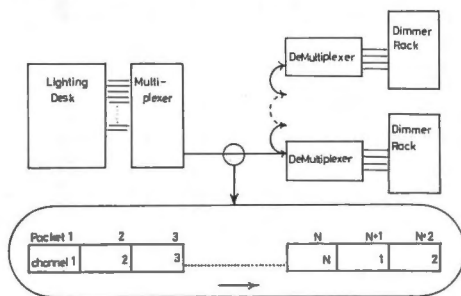 Lighting
Desk
Multi-
plexer
DeMultiplexer
Dimmer
Rack
DeMultiplexer
Dimmer
Rack
Packet 1 2 3 N N+1 N+2
channel 1 2 3 N 1 2